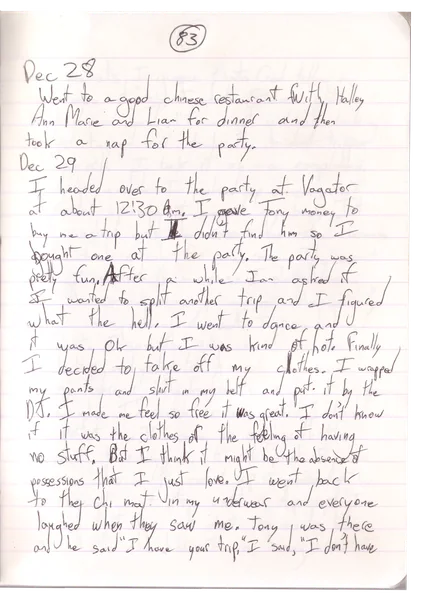 83
Dec 28
Went to a good chinese restaurant with Halley
Ann Marie and Lian for dinner and then
took a nap for the party.
Dec 29
I headed over to the party at Vagator
at about 12:30 Am. I gave Tony money to
buy me a trip but I didn't find him so I
bought one at the party. The party was
pretty fun. After a while Ian asked if
I wanted to split another trip and I figured
what the hell. I went to dance and
it was Ok but I was kind of hot. Finally
I decided to take off my clothes. I wrapped
my pants and shirt in my belt and put it by the
DJ. I made me feel so free it was great. I don't know
if it was the clothes of the feeling of having
no stuff. But I think it might be the absence of
possessions that I just love. I went back
to the chi mat in my underwear and everyone
laughed when they saw me. Tony was there
and he said "I have your trip," I said, "I don't have